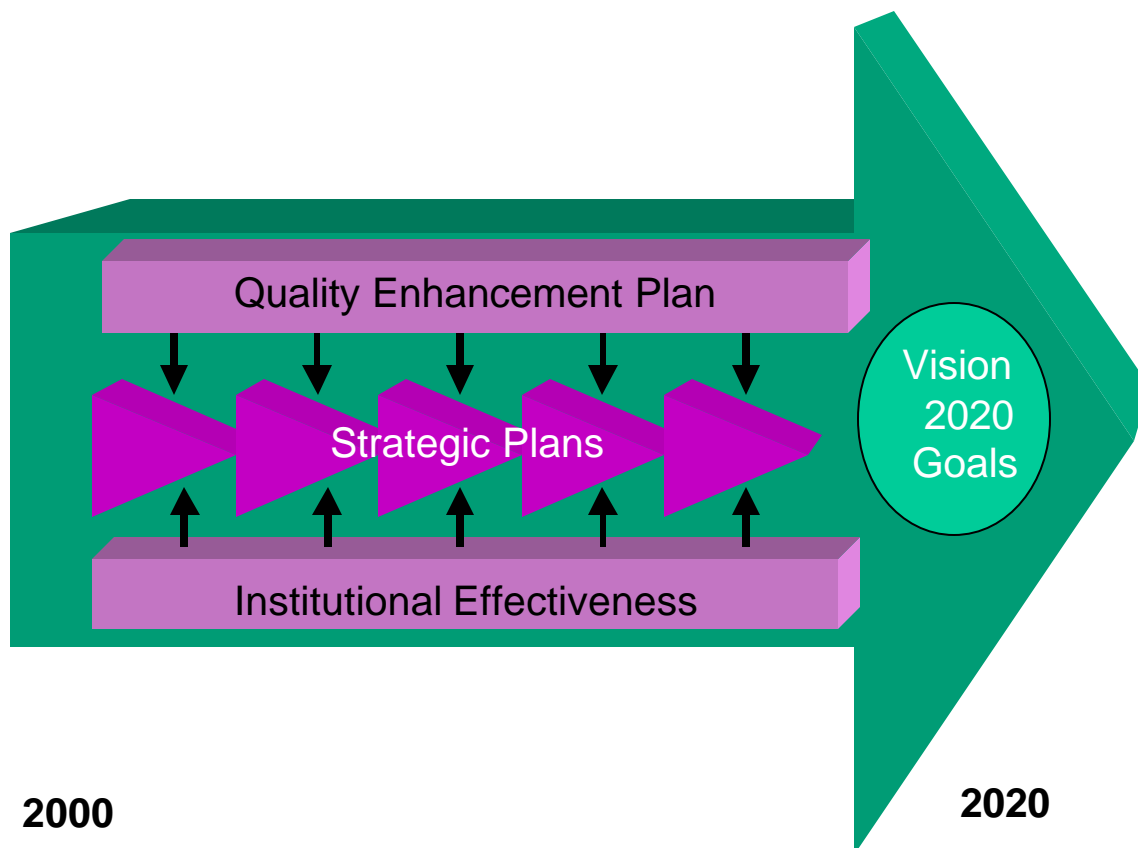 Quality Enhancement Plan
Strategic Plans
Institutional Effectiveness
Vision
2020
Goals
2000
2020